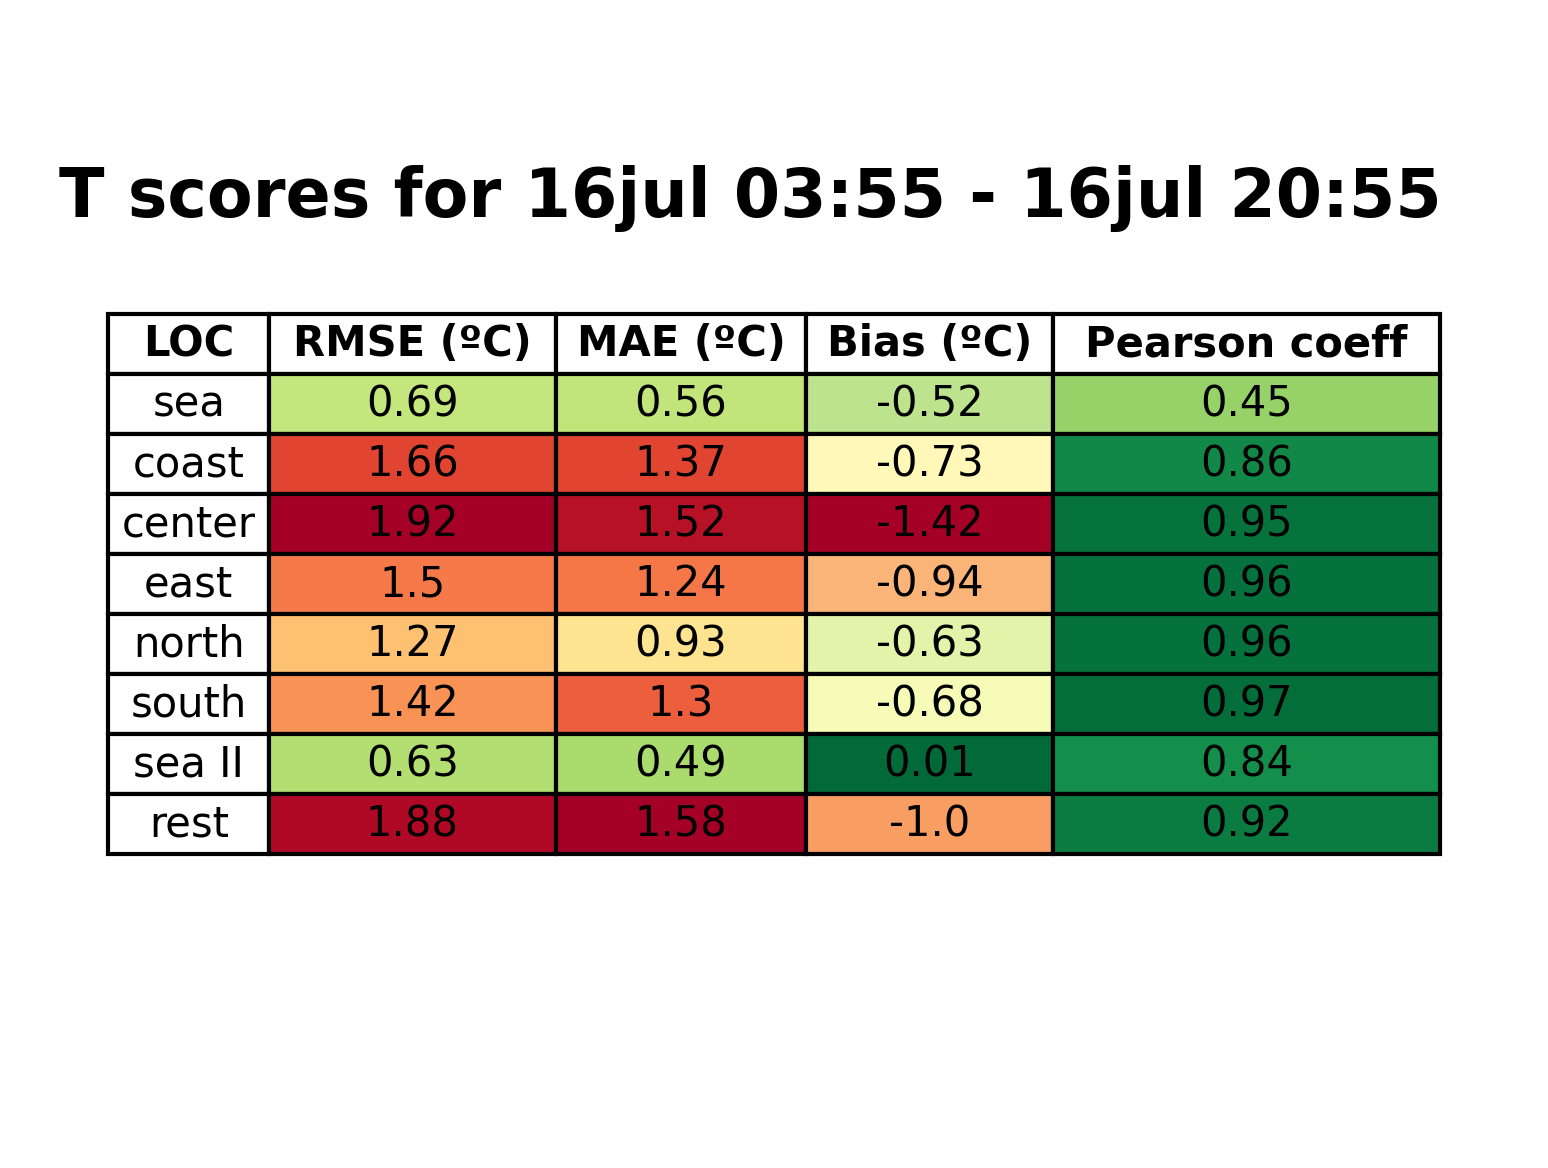 T scores for 16jul 03:55 - 16jul 20:55
LOC RMSE (ºC) MAE (ºC) Bias (ºC) Pearson coeff
sea 0.69 0.56 -0.52 0.45
coast 1.66 1.37 -0.73 0.86
center 1.92 1.52 -1.42 0.95
east 1.5 1.24 -0.94 0.96
north 1.27 0.93 -0.63 0.96
south 1.42 1.3 -0.68 0.97
sea II 0.63 0.49 0.01 0.84
rest 1.88 1.58 -1.0 0.92